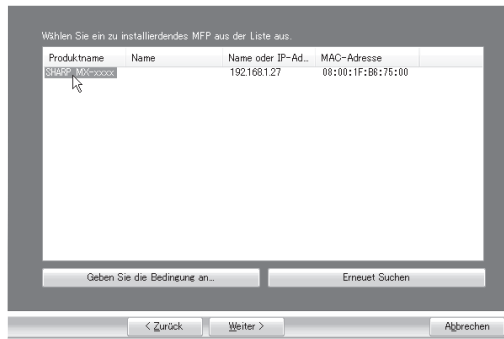 Wählen Sie ein zu installierdendes MFP aus der Liste aus.
Produktname Name Name oder IP-Ad... MAC-Adresse
SHARP MX-xxxx 192.168.1.27 08:00:1F:B6:75:00
Geben Sie die Bedingung an... Erneuet Suchen
< Zurück Weiter > Abbrechen